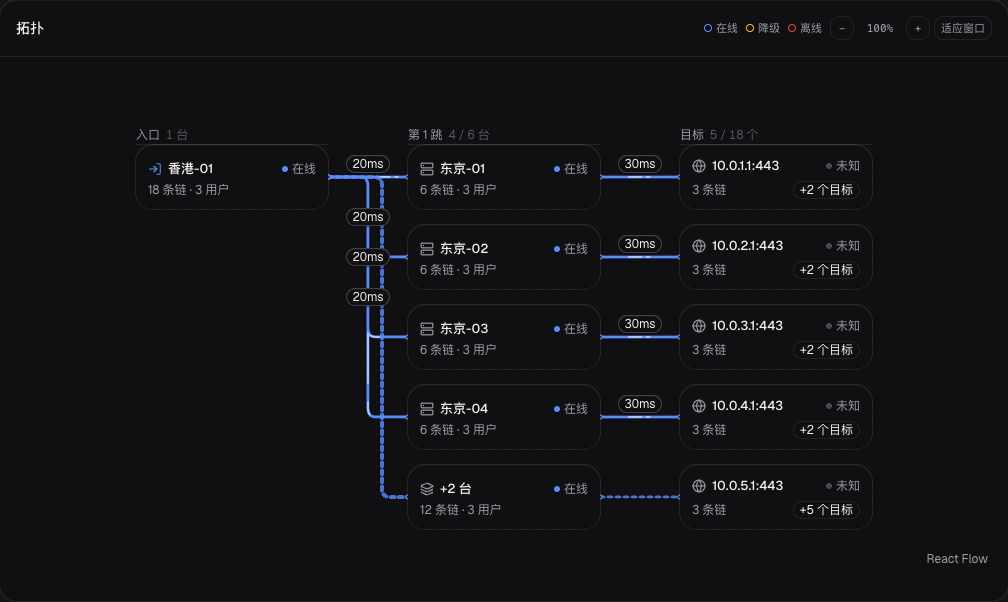 拓扑
在线 降级 离线 − 100% + 适应窗口
入口 1 台
第 1 跳 4 / 6 台
目标 5 / 18 个
香港-01 在线
18 条链 · 3 用户
20ms
20ms
20ms
20ms
东京-01 在线
6 条链 · 3 用户
30ms
10.0.1.1:443 未知
3 条链 +2 个目标
东京-02 在线
6 条链 · 3 用户
30ms
10.0.2.1:443 未知
3 条链 +2 个目标
东京-03 在线
6 条链 · 3 用户
30ms
10.0.3.1:443 未知
3 条链 +2 个目标
东京-04 在线
6 条链 · 3 用户
30ms
10.0.4.1:443 未知
3 条链 +2 个目标
+2 台 在线
12 条链 · 3 用户
10.0.5.1:443 未知
3 条链 +5 个目标
React Flow